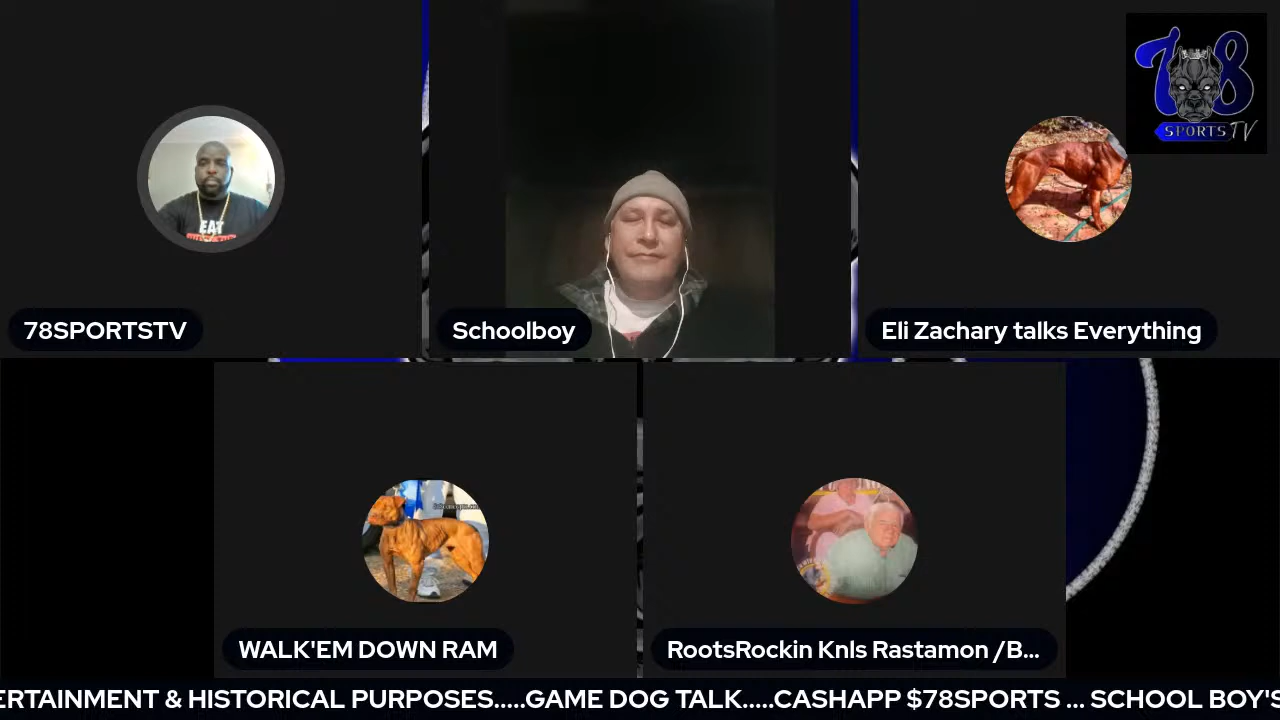 78
SPORTS TV
EAT
78SPORTSTV
Schoolboy
Eli Zachary talks Everything
WALK'EM DOWN RAM
RootsRockin Knls Rastamon /B...
ERTAINMENT & HISTORICAL PURPOSES.....GAME DOG TALK.....CASHAPP $78SPORTS ... SCHOOL BOY'S